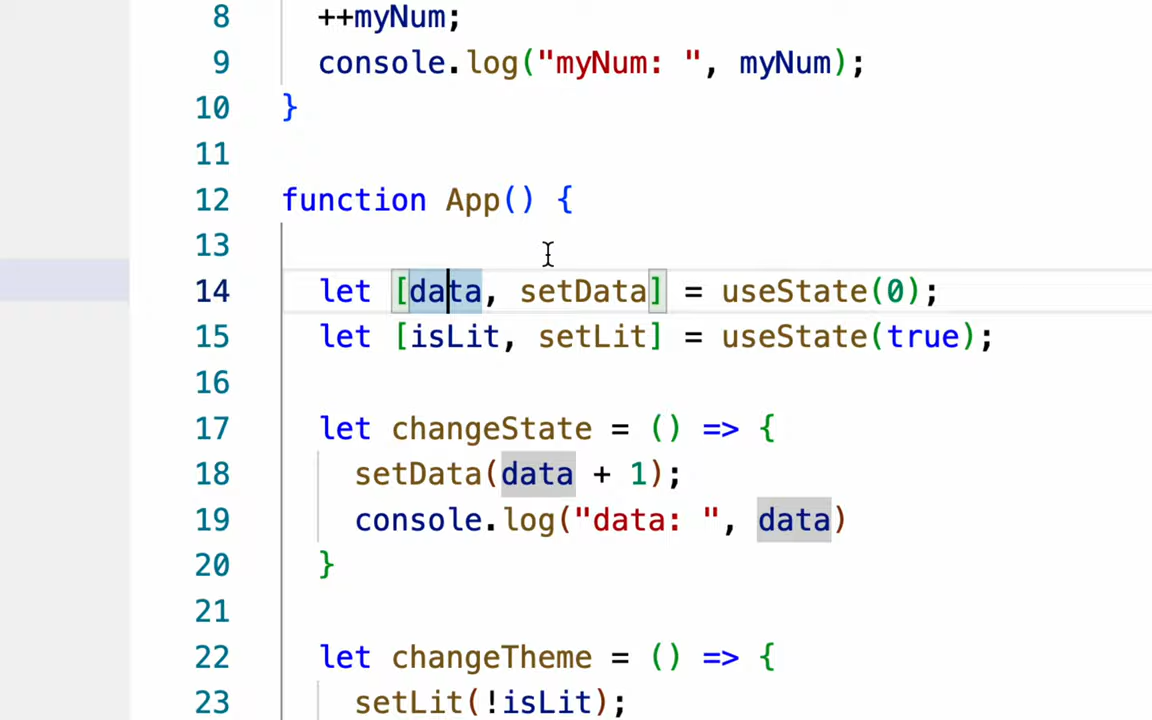 8 ++myNum;
9 console.log("myNum: ", myNum);
10 }
11
12 function App() {
13
14 let [data, setData] = useState(0);
15 let [isLit, setLit] = useState(true);
16
17 let changeState = () => {
18 setData(data + 1);
19 console.log("data: ", data)
20 }
21
22 let changeTheme = () => {
23 setLit(!isLit);